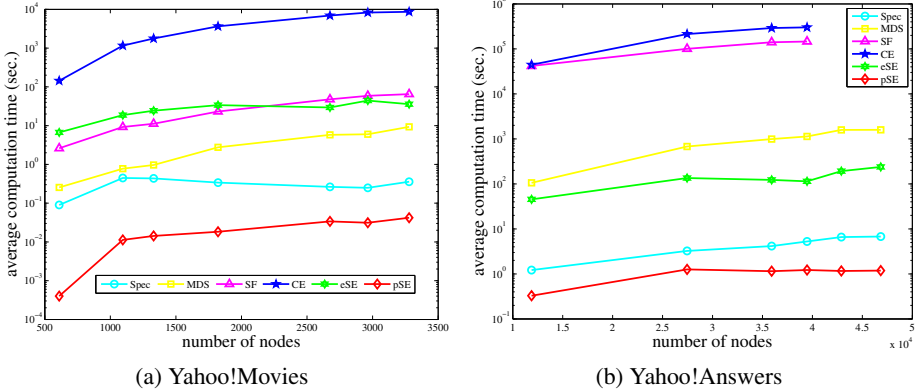 10^4
10^3
10^2
10^1
10^0
10^-1
10^-2
10^-3
10^-4
average computation time (sec.)
Spec MDS SF CE eSE pSE
500 1000 1500 2000 2500 3000 3500
number of nodes
(a) Yahoo!Movies
10^5
10^4
10^3
10^2
10^1
10^0
10^-1
average computation time (sec.)
Spec
MDS
SF
CE
eSE
pSE
1 1.5 2 2.5 3 3.5 4 4.5 5
x 10^4
number of nodes
(b) Yahoo!Answers